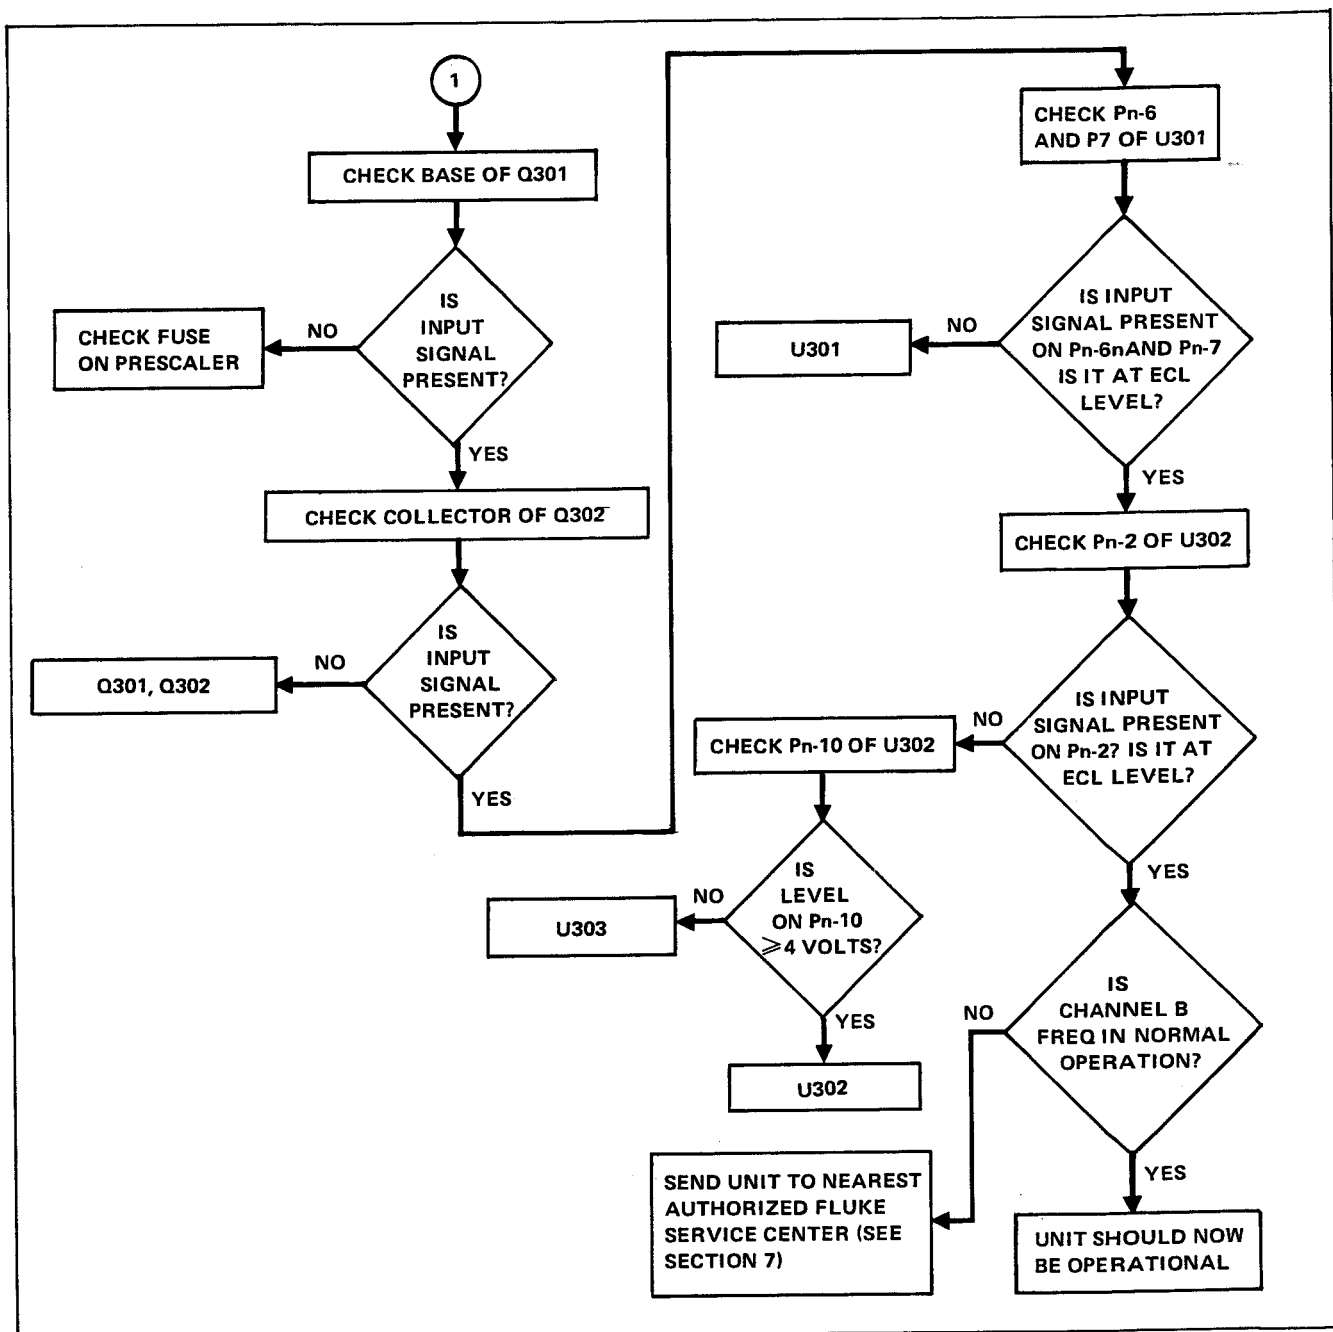 1
CHECK BASE OF Q301
IS
INPUT
SIGNAL
PRESENT?
NO
CHECK FUSE
ON PRESCALER
YES
CHECK COLLECTOR OF Q302
IS
INPUT
SIGNAL
PRESENT?
NO
Q301, Q302
YES
CHECK Pn-6
AND P7 OF U301
IS INPUT
SIGNAL PRESENT
ON Pn-6nAND Pn-7
IS IT AT ECL
LEVEL?
NO
U301
YES
CHECK Pn-2 OF U302
IS INPUT
SIGNAL PRESENT
ON Pn-2? IS IT AT
ECL LEVEL?
NO
CHECK Pn-10 OF U302
IS
LEVEL
ON Pn-10
⩾4 VOLTS?
NO
U303
YES
U302
YES
IS
CHANNEL B
FREQ IN NORMAL
OPERATION?
NO
SEND UNIT TO NEAREST
AUTHORIZED FLUKE
SERVICE CENTER (SEE
SECTION 7)
YES
UNIT SHOULD NOW
BE OPERATIONAL